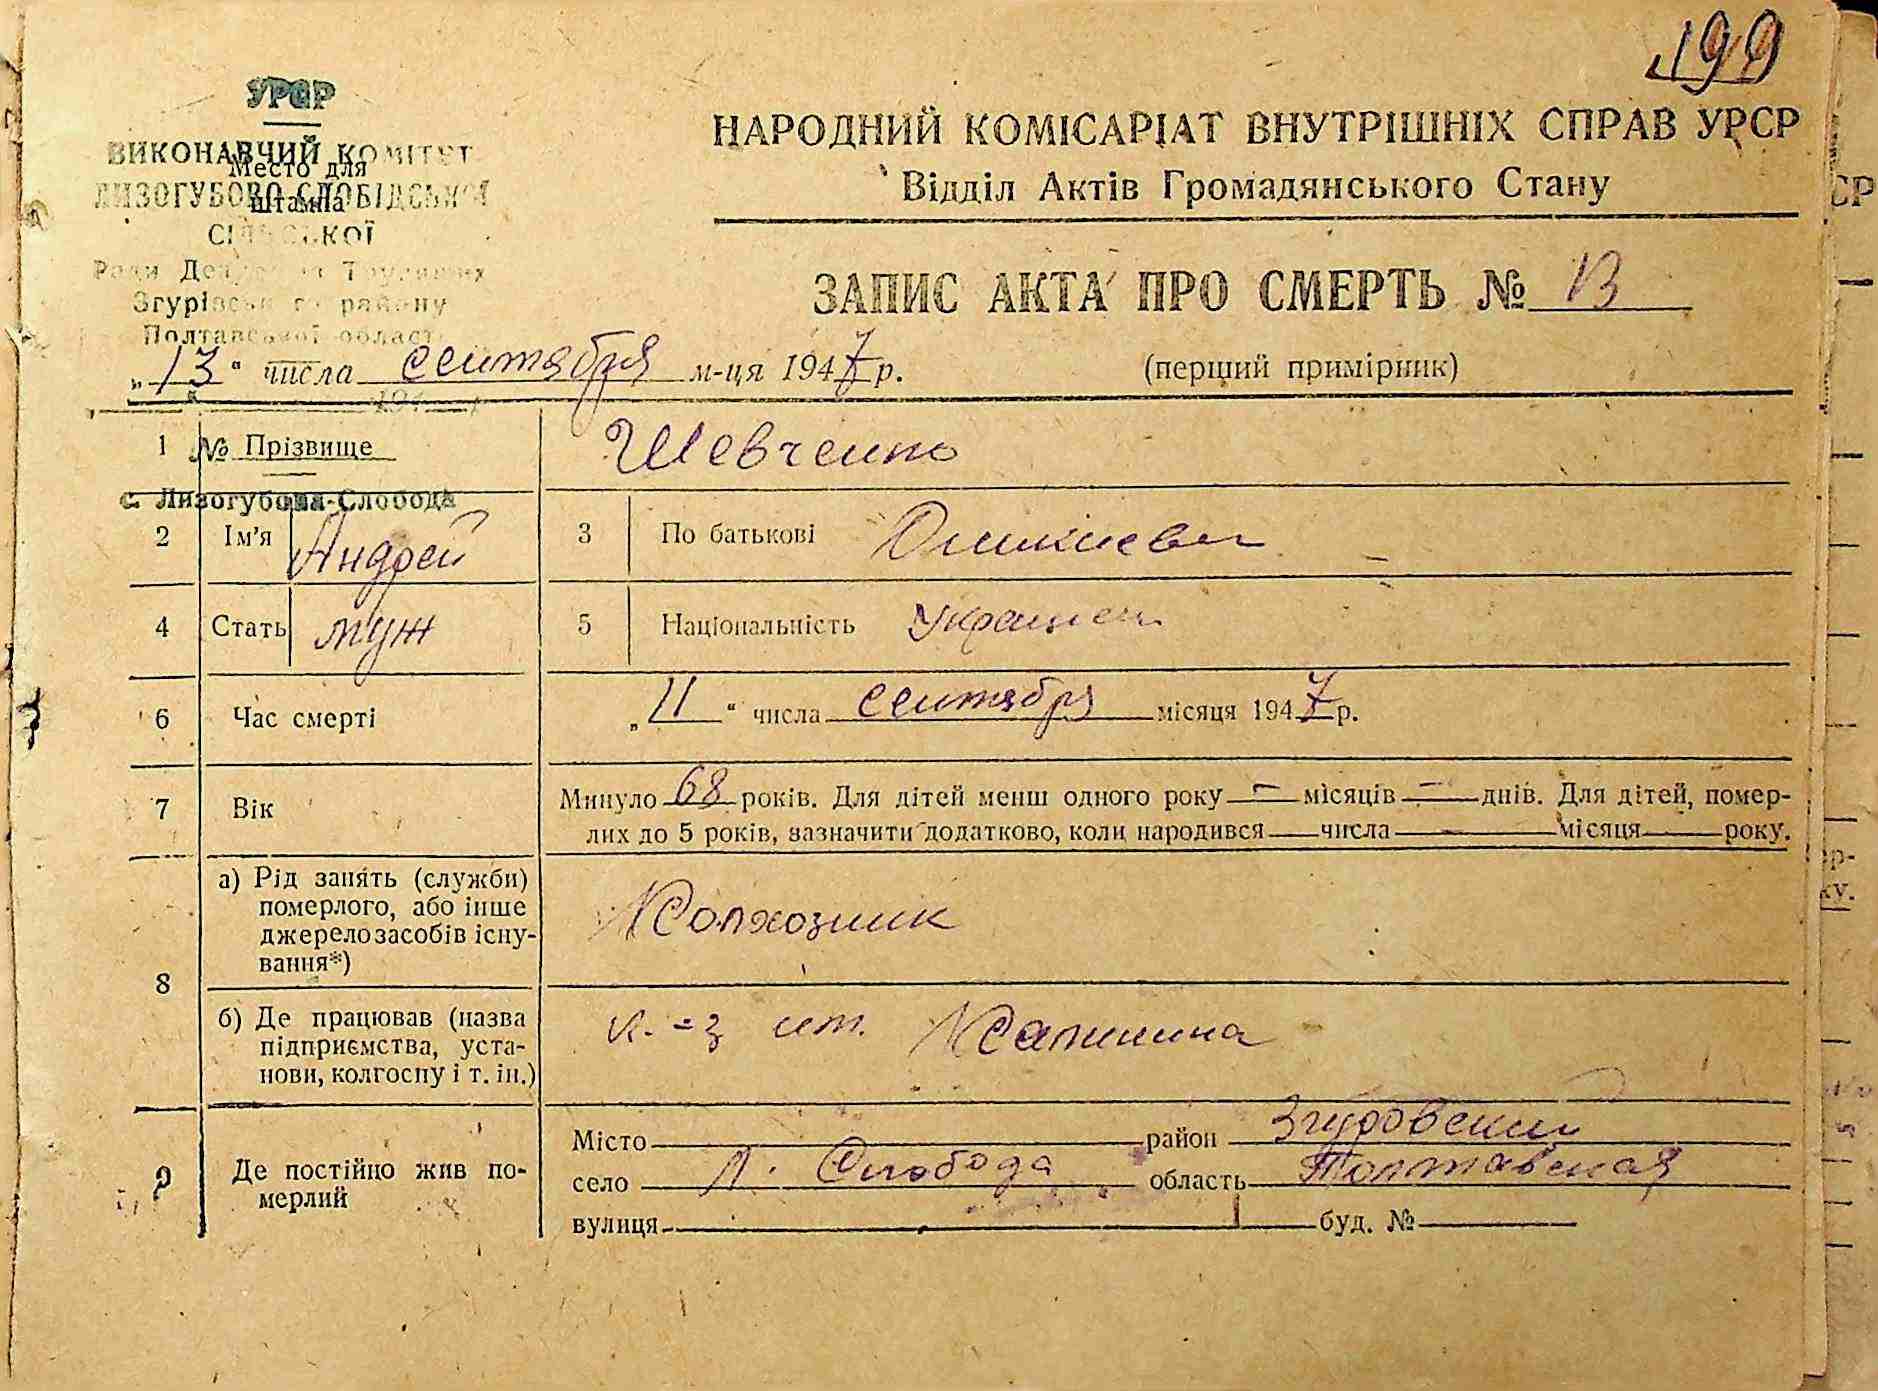 199
УРСР
ВИКОНАВЧИЙ КОМІТЕТ
Место для
ЛИЗОГУБОВО-СЛОБІДСЬКОЇ
штампа
СІЛЬСЬКОЇ
Ради Депутатів Трудящих
Згурівського району
Полтавської області
НАРОДНИЙ КОМІСАРІАТ ВНУТРІШНІХ СПРАВ УРСР
Відділ Актів Громадянського Стану
ЗАПИС АКТА ПРО СМЕРТЬ № 13
„13“ числа сентября м-ця 1947 р.
(перший примірник)
194
№
с. Лизогубова-Слобода
1 Прізвище Шевченко
2 Ім'я Андрей 3 По батькові
4 Стать муж 5 Національність Украинец
6 Час смерті „11“ числа сентября місяця 1947 р.
7 Вік Минуло 68 років. Для дітей менш одного року — місяців — днів. Для дітей, помер-
лих до 5 років, зазначити додатково, коли народився числа місяця року.
8 а) Рід занять (служби)
померлого, або інше
джерело засобів існу-
вання*)
Колхозник
б) Де працював (назва
підприємства, уста-
нови, колгоспу і т. ін.)
к-з им. Калинина
9 Де постійно жив по-
мерлий
Місто район Згуровский
село Л. Слобода область Полтавская
вулиця буд. №